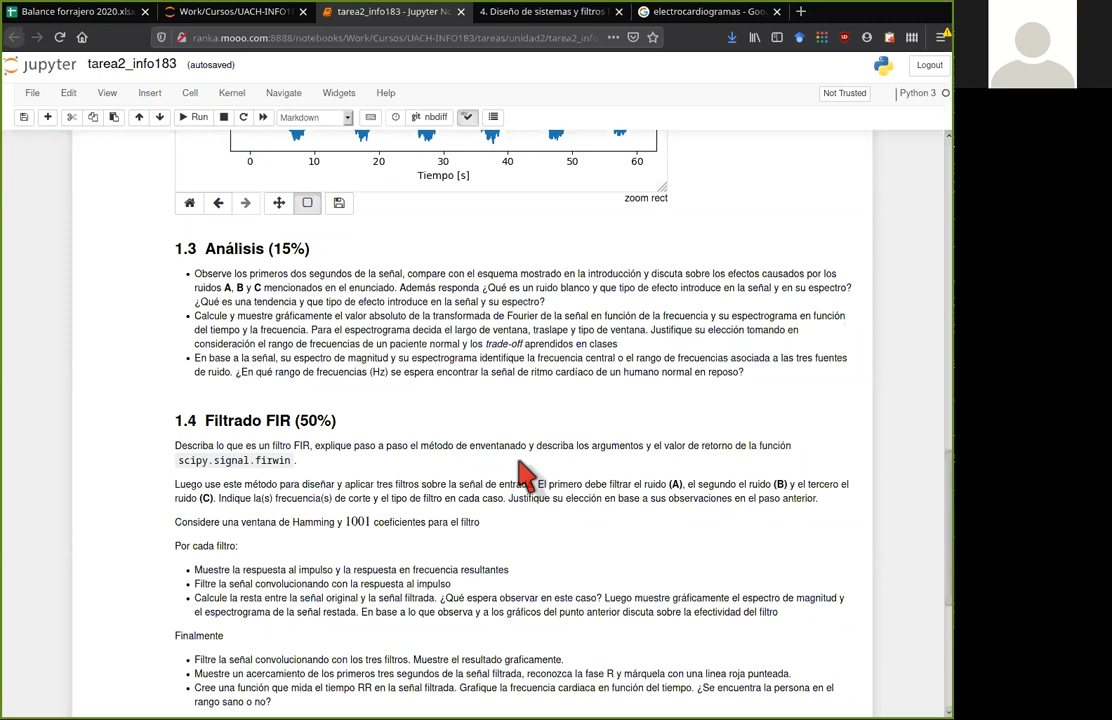 Balance forrajero 2020.xlsx
Work/Cursos/UACH-INFO1
tarea2_info183 - Jupyter No
4. Diseño de sistemas y filtros
electrocardiogramas - Goo
ranka.mooo.com:8888/notebooks/Work/Cursos/UACH-INFO183/tareas/unidad2/tarea2_info
jupyter tarea2_info183 (autosaved)
Logout
File Edit View Insert Cell Kernel Navigate Widgets Help
Not Trusted Python 3
Run Markdown git nbdiff
0 10 20 30 40 50 60
Tiempo [s]
zoom rect
1.3 Análisis (15%)
Observe los primeros dos segundos de la señal, compare con el esquema mostrado en la introducción y discuta sobre los efectos causados por los
ruidos A, B y C mencionados en el enunciado. Además responda ¿Qué es un ruido blanco y que tipo de efecto introduce en la señal y en su espectro?
¿Qué es una tendencia y que tipo de efecto introduce en la señal y su espectro?
Calcule y muestre gráficamente el valor absoluto de la transformada de Fourier de la señal en función de la frecuencia y su espectrograma en función
del tiempo y la frecuencia. Para el espectrograma decida el largo de ventana, traslape y tipo de ventana. Justifique su elección tomando en
consideración el rango de frecuencias de un paciente normal y los trade-off aprendidos en clases
En base a la señal, su espectro de magnitud y su espectrograma identifique la frecuencia central o el rango de frecuencias asociada a las tres fuentes
de ruido. ¿En qué rango de frecuencias (Hz) se espera encontrar la señal de ritmo cardíaco de un humano normal en reposo?
1.4 Filtrado FIR (50%)
Describa lo que es un filtro FIR, explique paso a paso el método de enventanado y describa los argumentos y el valor de retorno de la función
scipy.signal.firwin .
Luego use este método para diseñar y aplicar tres filtros sobre la señal de entrada. El primero debe filtrar el ruido (A), el segundo el ruido (B) y el tercero el
ruido (C). Indique la(s) frecuencia(s) de corte y el tipo de filtro en cada caso. Justifique su elección en base a sus observaciones en el paso anterior.
Considere una ventana de Hamming y 1001 coeficientes para el filtro
Por cada filtro:
Muestre la respuesta al impulso y la respuesta en frecuencia resultantes
Filtre la señal convolucionando con la respuesta al impulso
Calcule la resta entre la señal original y la señal filtrada. ¿Qué espera observar en este caso? Luego muestre gráficamente el espectro de magnitud y
el espectrograma de la señal restada. En base a lo que observa y a los gráficos del punto anterior discuta sobre la efectividad del filtro
Finalmente
Filtre la señal convolucionando con los tres filtros. Muestre el resultado graficamente.
Muestre un acercamiento de los primeros tres segundos de la señal filtrada, reconozca la fase R y márquela con una linea roja punteada.
Cree una función que mida el tiempo RR en la señal filtrada. Grafique la frecuencia cardiaca en función del tiempo. ¿Se encuentra la persona en el
rango sano o no?